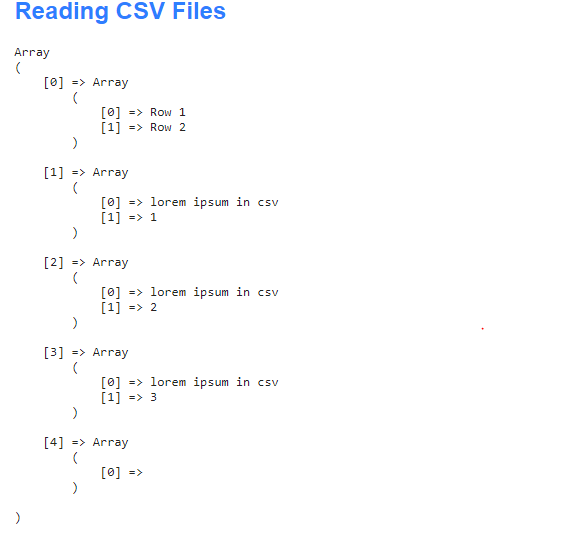 Reading CSV Files
Array
(
    [0] => Array
        (
            [0] => Row 1
            [1] => Row 2
        )

    [1] => Array
        (
            [0] => lorem ipsum in csv
            [1] => 1
        )

    [2] => Array
        (
            [0] => lorem ipsum in csv
            [1] => 2
        )

    [3] => Array
        (
            [0] => lorem ipsum in csv
            [1] => 3
        )

    [4] => Array
        (
            [0] =>
        )

)